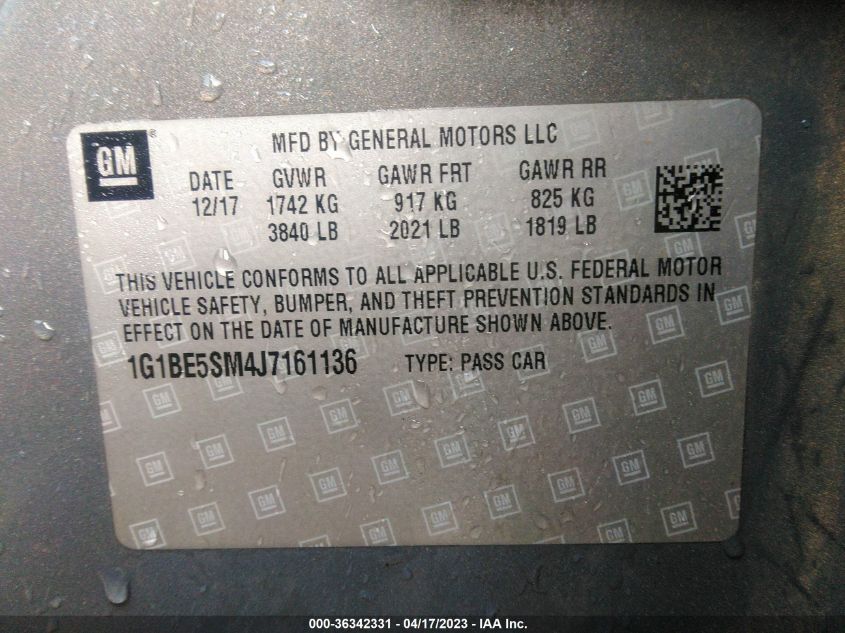 GM ®
MFD BY GENERAL MOTORS LLC
DATE GVWR GAWR FRT GAWR RR
12/17 1742 KG 917 KG 825 KG
3840 LB 2021 LB 1819 LB
THIS VEHICLE CONFORMS TO ALL APPLICABLE U.S. FEDERAL MOTOR
VEHICLE SAFETY, BUMPER, AND THEFT PREVENTION STANDARDS IN
EFFECT ON THE DATE OF MANUFACTURE SHOWN ABOVE.
1G1BE5SM4J7161136 TYPE: PASS CAR
000-36342331 - 04/17/2023 - IAA Inc.